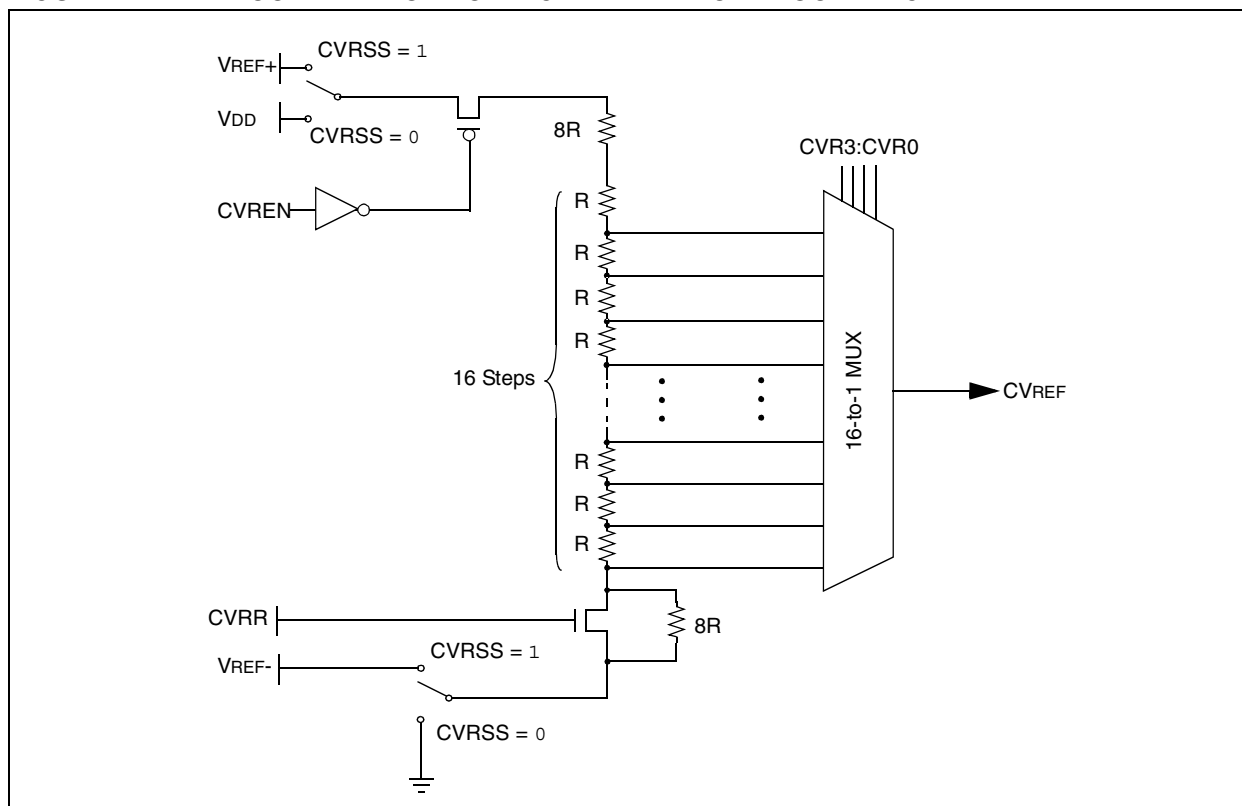 CVRSS = 1
VREF+
VDD
CVRSS = 0
8R
CVR3:CVR0
CVREN
R
R
R
R
16 Steps
16-to-1 MUX
CVREF
R
R
R
CVRR
8R
CVRSS = 1
VREF-
CVRSS = 0